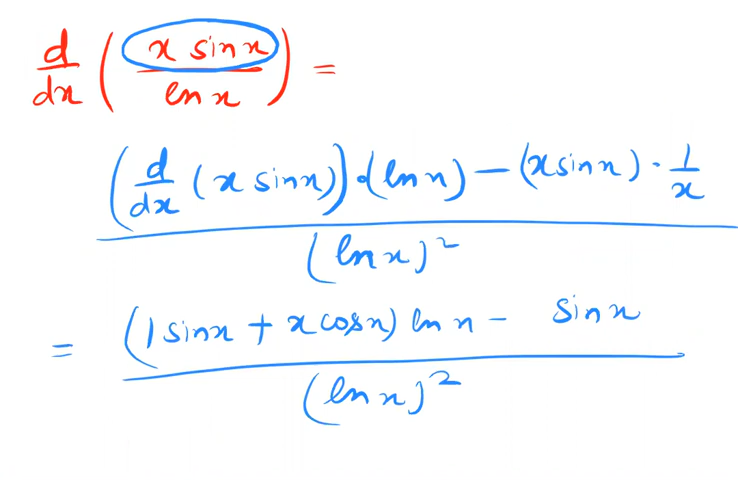 d/dx ( x sin x / ln x ) =
( d/dx ( x sin x ) ) · ( ln x ) − ( x sin x ) · 1/x
( ln x )²
= ( 1 sin x + x cos x ) ln x − sin x
( ln x )²